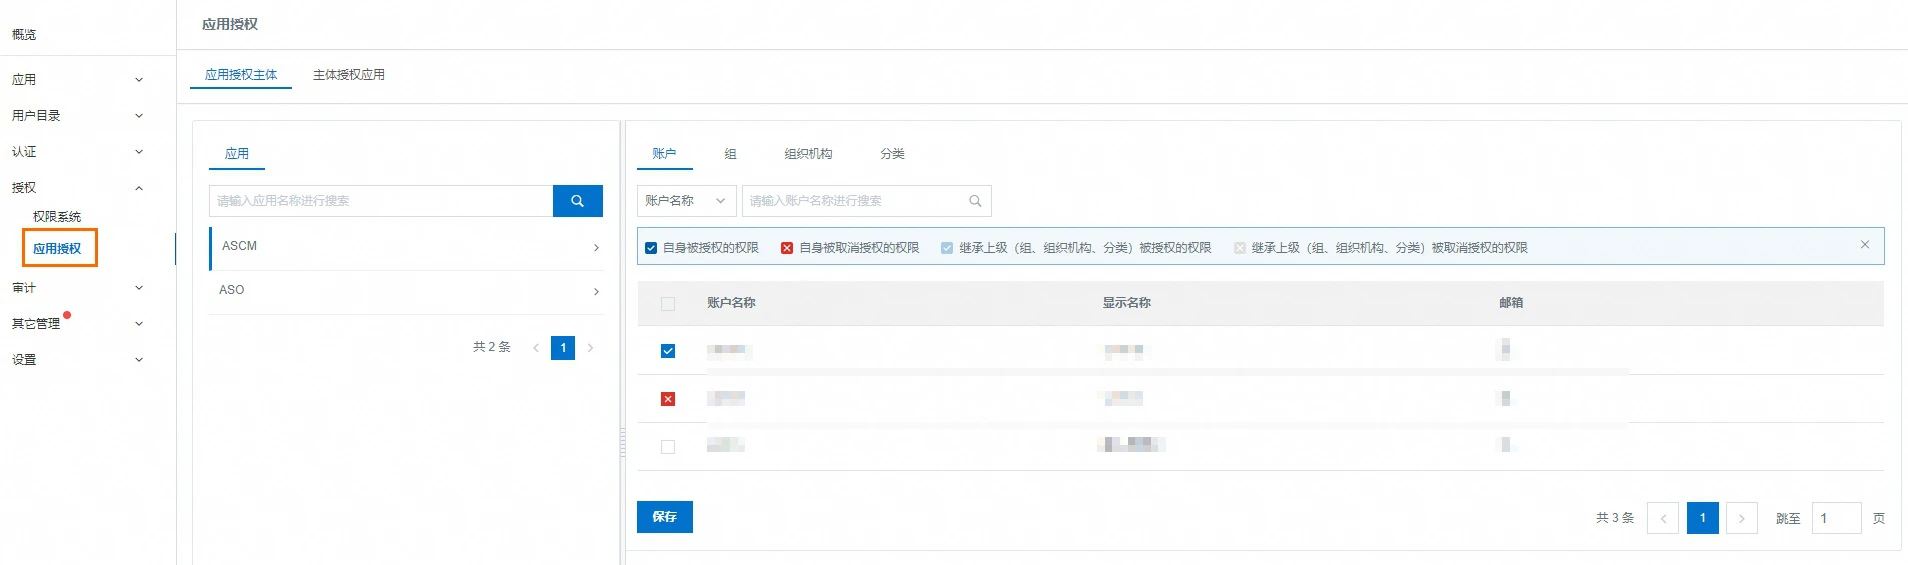 概览
应用
用户目录
认证
授权
权限系统
应用授权
审计
其它管理
设置
应用授权
应用授权主体 主体授权应用
应用
请输入应用名称进行搜索
ASCM
ASO
共 2 条 1
账户 组 组织机构 分类
账户名称 请输入账户名称进行搜索
自身被授权的权限 自身被取消授权的权限 继承上级（组、组织机构、分类）被授权的权限 继承上级（组、组织机构、分类）被取消授权的权限
账户名称 显示名称 邮箱
保存
共 3 条 1 跳至 1 页